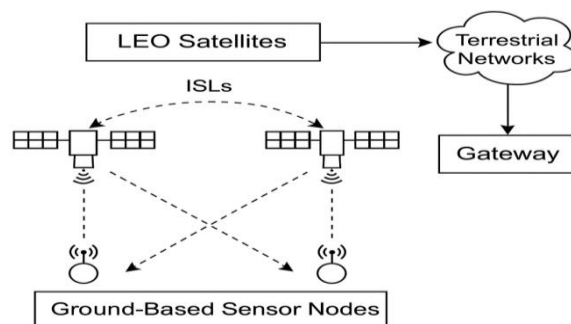 LEO Satellites
Terrestrial
Networks
ISLs
Gateway
Ground-Based Sensor Nodes